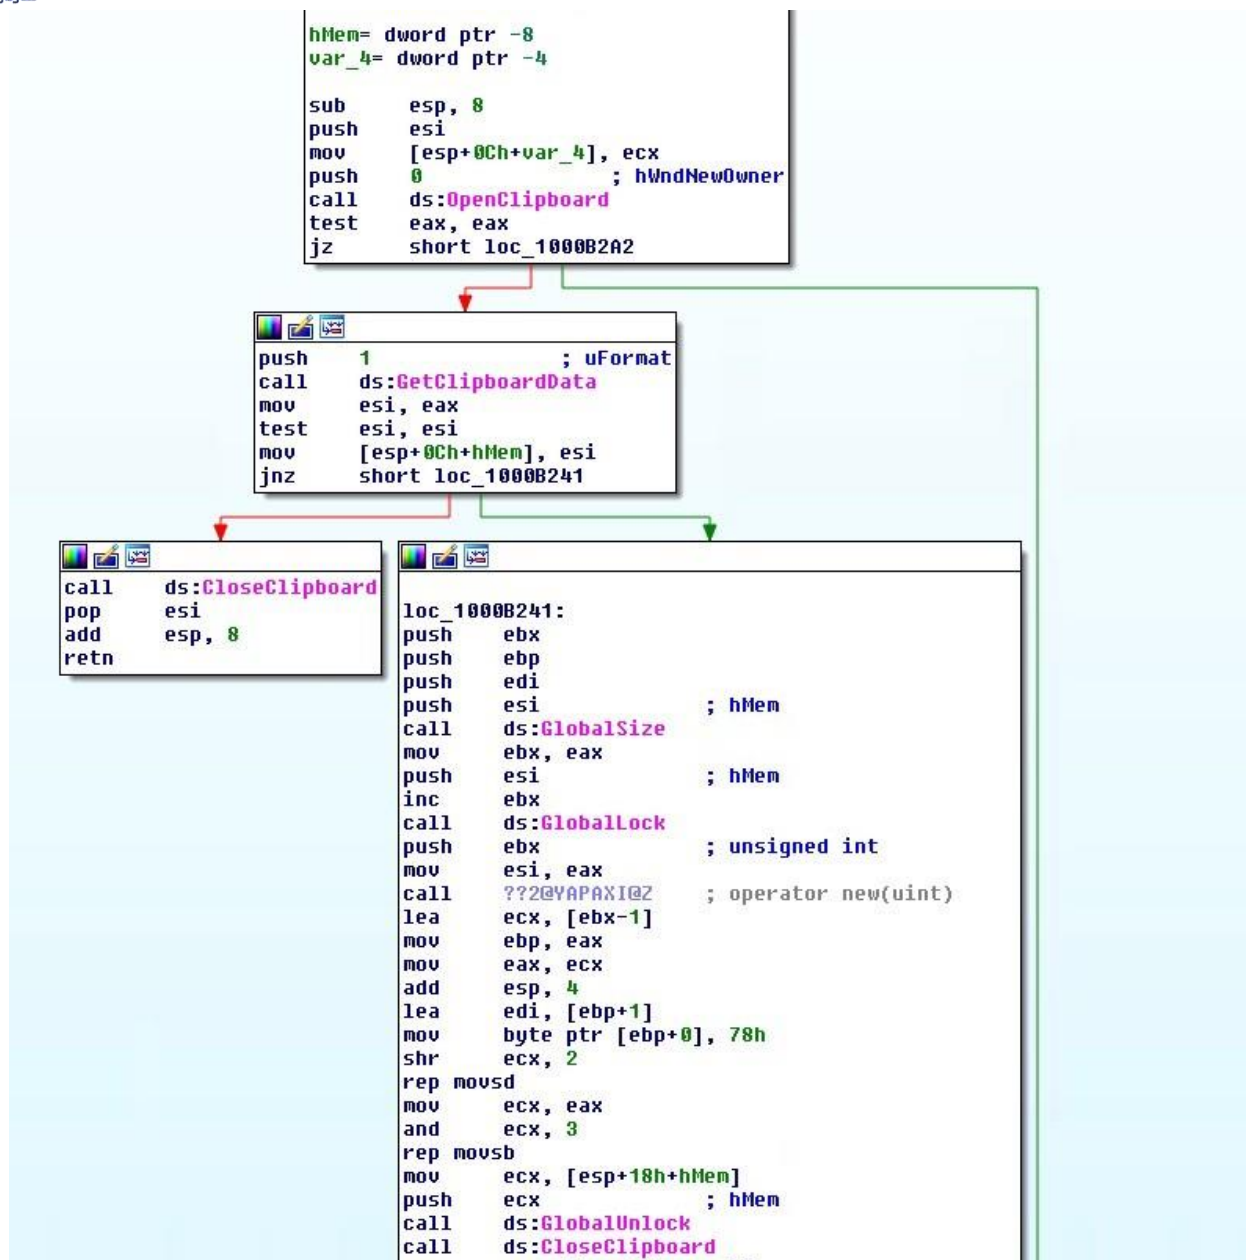 hMem= dword ptr -8
var_4= dword ptr -4
sub esp, 8
push esi
mov [esp+0Ch+var_4], ecx
push 0 ; hWndNewOwner
call ds:OpenClipboard
test eax, eax
jz short loc_1000B2A2
push 1 ; uFormat
call ds:GetClipboardData
mov esi, eax
test esi, esi
mov [esp+0Ch+hMem], esi
jnz short loc_1000B241
call ds:CloseClipboard
pop esi
add esp, 8
retn
loc_1000B241:
push ebx
push ebp
push edi
push esi ; hMem
call ds:GlobalSize
mov ebx, eax
push esi ; hMem
inc ebx
call ds:GlobalLock
push ebx ; unsigned int
mov esi, eax
call ??2@YAPAXI@Z ; operator new(uint)
lea ecx, [ebx-1]
mov ebp, eax
mov eax, ecx
add esp, 4
lea edi, [ebp+1]
mov byte ptr [ebp+0], 78h
shr ecx, 2
rep movsd
mov ecx, eax
and ecx, 3
rep movsb
mov ecx, [esp+18h+hMem]
push ecx ; hMem
call ds:GlobalUnlock
call ds:CloseClipboard